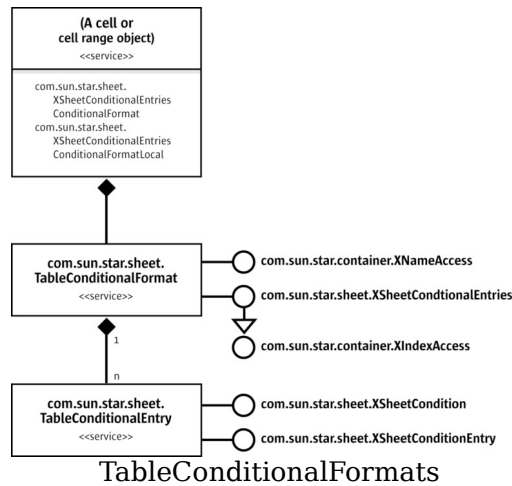 (A cell or
cell range object)
<<service>>
com.sun.star.sheet.
XSheetConditionalEntries
ConditionalFormat
com.sun.star.sheet.
XSheetConditionalEntries
ConditionalFormatLocal
com.sun.star.sheet.
TableConditionalFormat
<<service>>
com.sun.star.container.XNameAccess
com.sun.star.sheet.XSheetCondtionalEntries
1
com.sun.star.container.XIndexAccess
n
com.sun.star.sheet.
TableConditionalEntry
<<service>>
com.sun.star.sheet.XSheetCondition
com.sun.star.sheet.XSheetConditionEntry
TableConditionalFormats